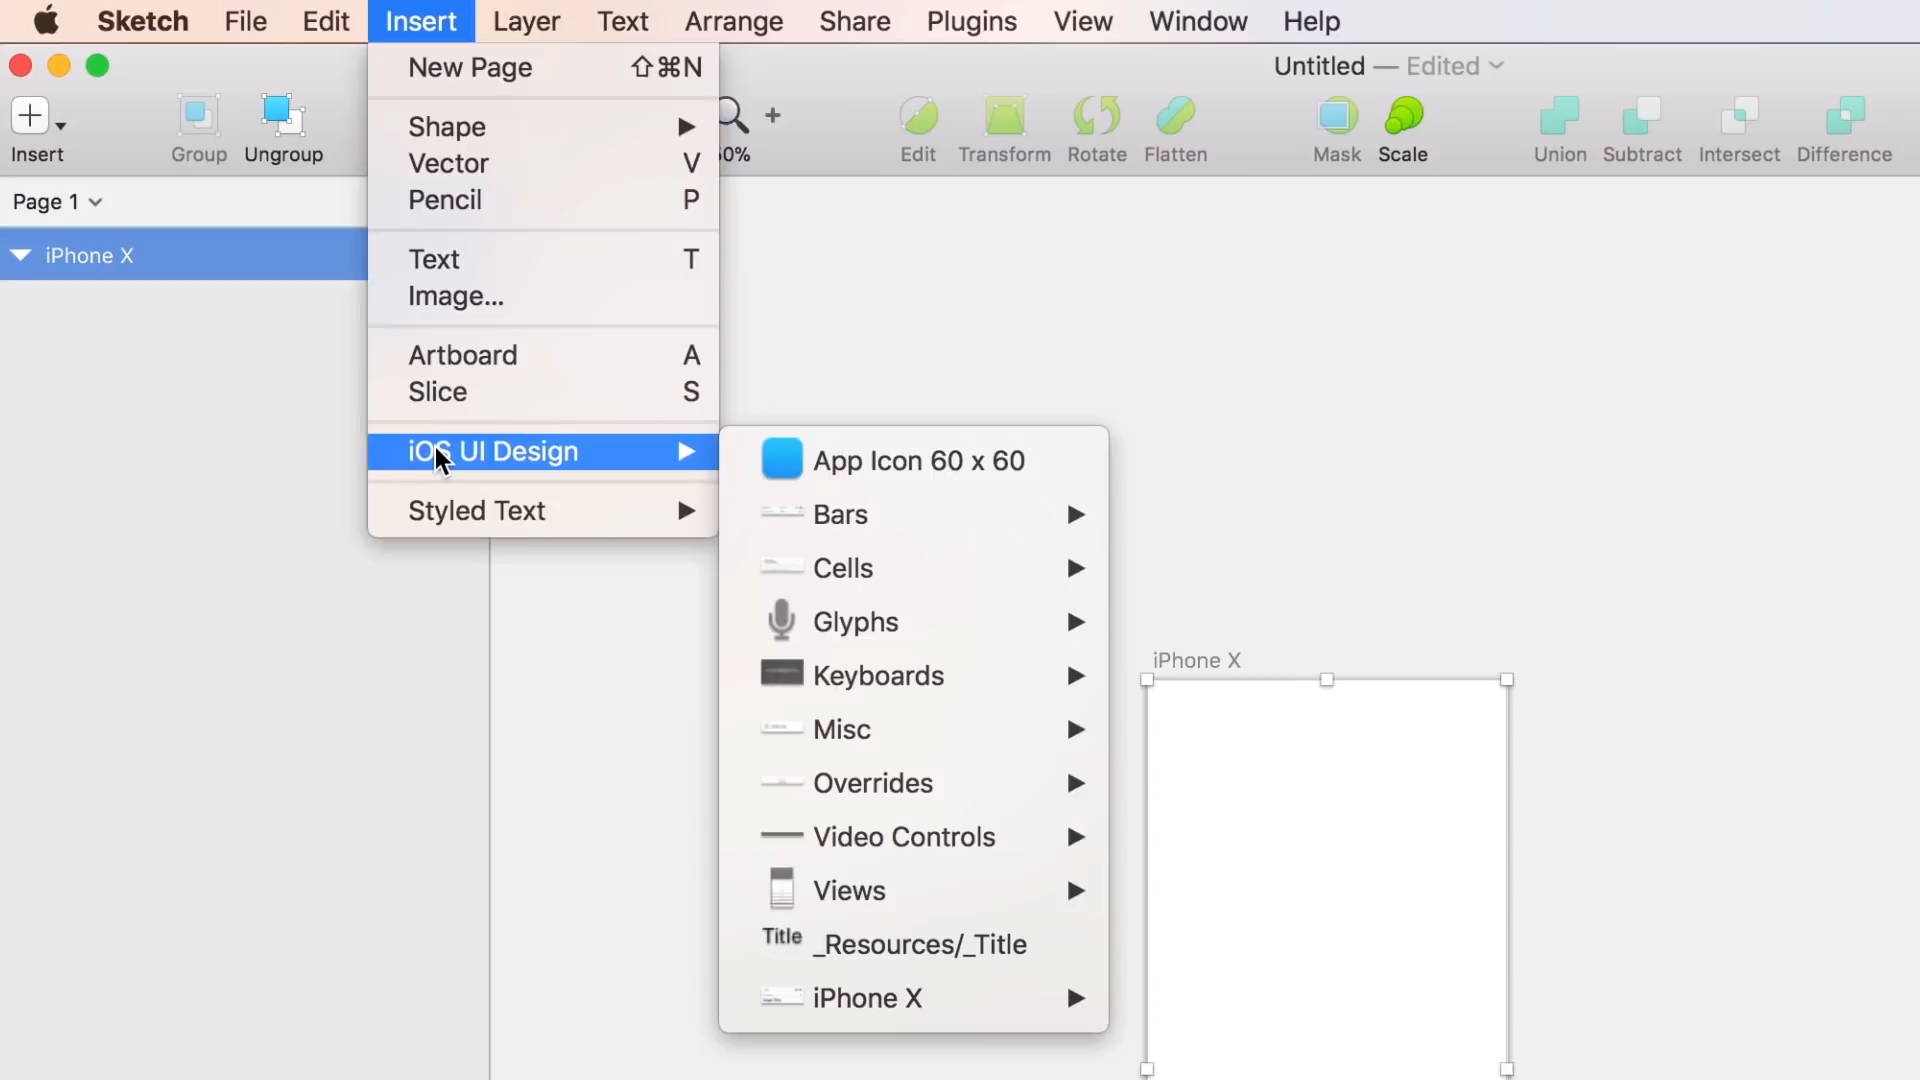 Sketch File Edit Insert Layer Text Arrange Share Plugins View Window Help
Untitled — Edited
Insert Group Ungroup 0% Edit Transform Rotate Flatten Mask Scale Union Subtract Intersect Difference
Page 1
iPhone X
New Page ⇧⌘N
Shape
Vector V
Pencil P
Text T
Image...
Artboard A
Slice S
iOS UI Design
Styled Text
App Icon 60 x 60
Bars
Cells
Glyphs
Keyboards
Misc
Overrides
Video Controls
Views
Title _Resources/_Title
iPhone X
iPhone X